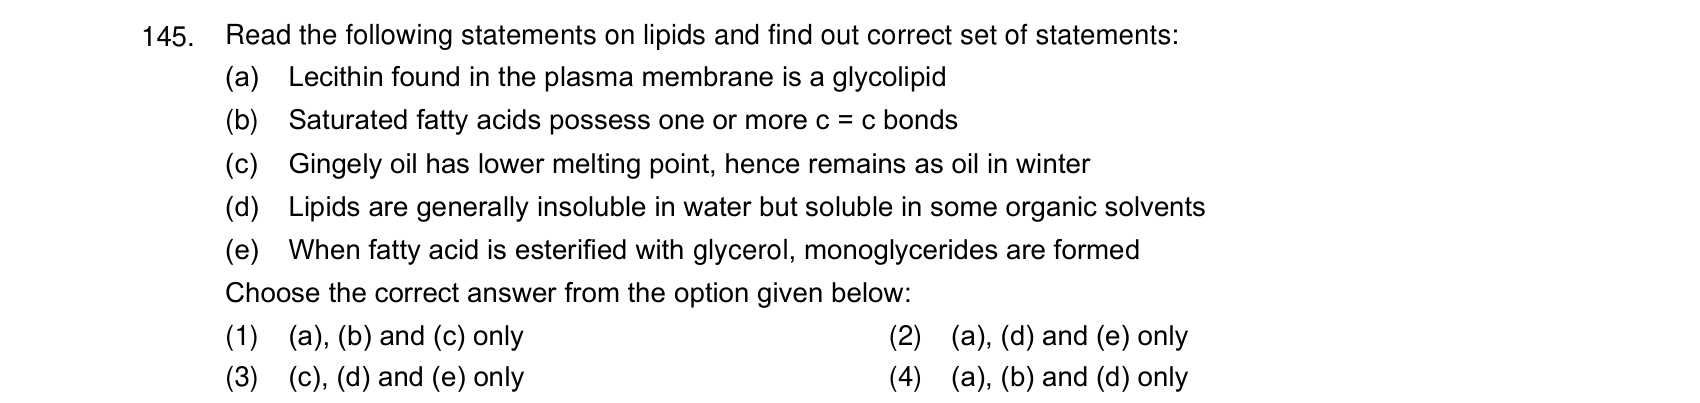 145. Read the following statements on lipids and find out correct set of statements:
(a) Lecithin found in the plasma membrane is a glycolipid
(b) Saturated fatty acids possess one or more c = c bonds
(c) Gingely oil has lower melting point, hence remains as oil in winter
(d) Lipids are generally insoluble in water but soluble in some organic solvents
(e) When fatty acid is esterified with glycerol, monoglycerides are formed
Choose the correct answer from the option given below:
(1) (a), (b) and (c) only (2) (a), (d) and (e) only
(3) (c), (d) and (e) only (4) (a), (b) and (d) only